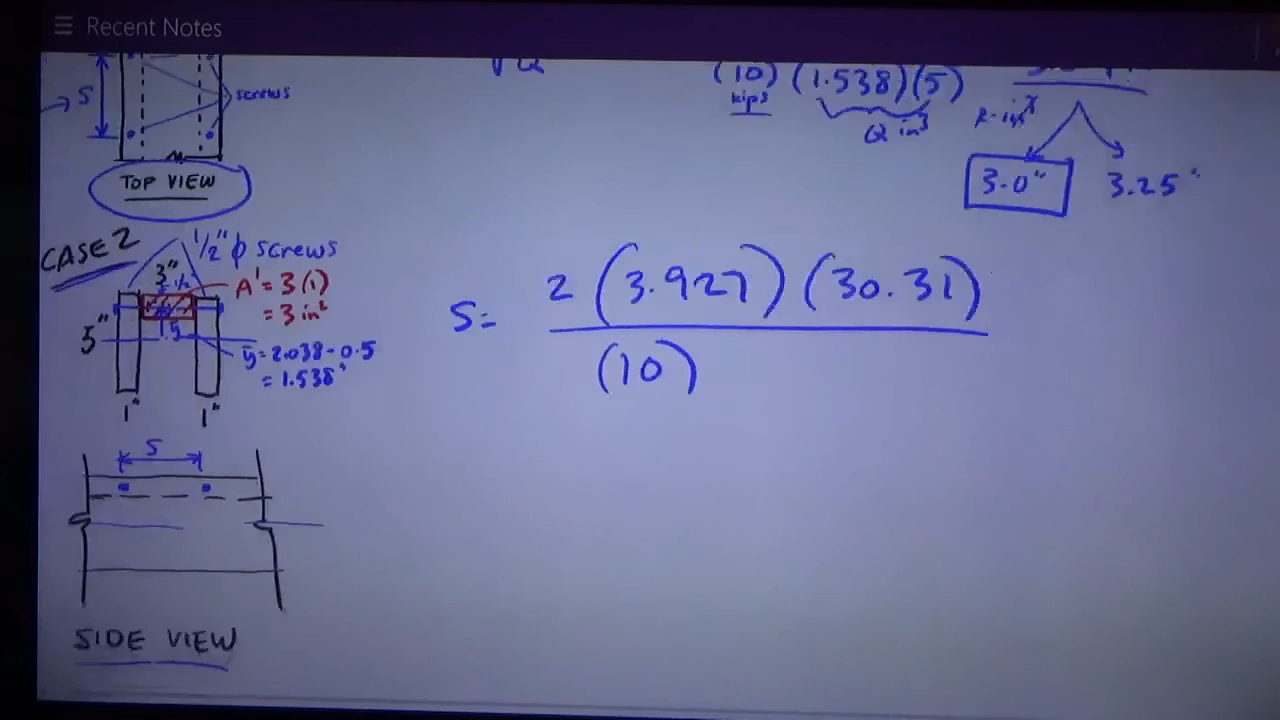 ☰ Recent Notes
S
screws
TOP VIEW
(10) (1.538)(5)
kips
Q in³
3.0"
3.25"
CASE 2
1/2" ϕ screws
3"
A' = 3(1)
= 3 in²
5"
ȳ = 2.038 - 0.5
= 1.538"
1"
1"
S = 2 (3.927) (30.31)
(10)
S
SIDE VIEW